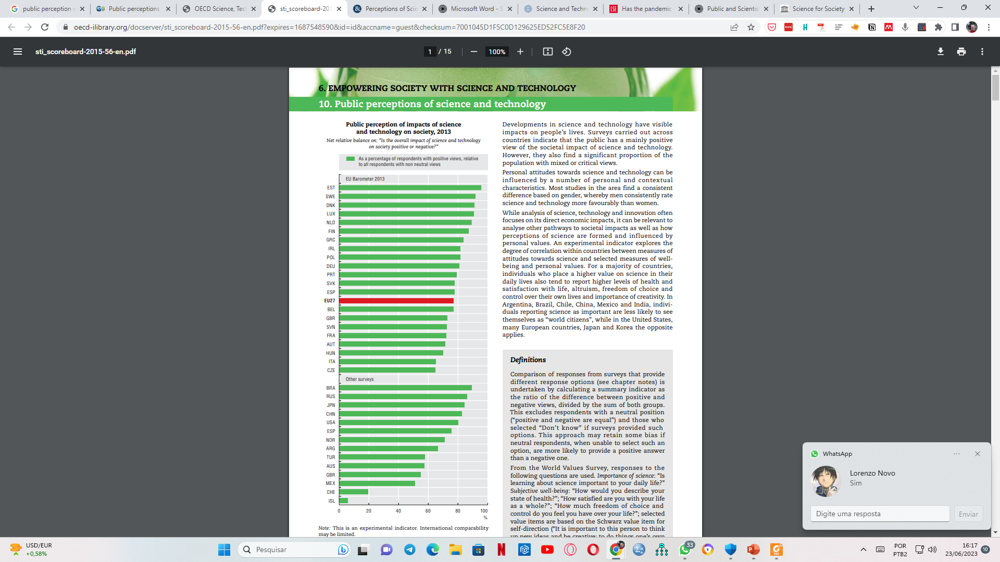 public perception
Public perceptions
OECD Science, Tec
sti_scoreboard-201
Perceptions of Scie
Microsoft Word - S
Science and Techn
LSE
Has the pandemic
Public and Scientis
Science for Society
oecd-ilibrary.org/docserver/sti_scoreboard-2015-56-en.pdf?expires=1687548590&id=id&accname=guest&checksum=7001045D1F5C0D129625ED52FC5E8F20
sti_scoreboard-2015-56-en.pdf
1 / 15
100%
6. EMPOWERING SOCIETY WITH SCIENCE AND TECHNOLOGY
10. Public perceptions of science and technology
Public perception of impacts of science
and technology on society, 2013
Net relative balance on: “Is the overall impact of science and technology
on society positive or negative?”
As a percentage of respondents with positive views, relative
to all respondents with non neutral views
EU Barometer 2013
EST
SWE
DNK
LUX
NLD
FIN
GRC
IRL
POL
DEU
PRT
SVK
ESP
EU27
BEL
GBR
SVN
FRA
AUT
HUN
ITA
CZE
Other surveys
BRA
RUS
JPN
CHN
USA
ESP
NOR
ARG
TUR
AUS
GBR
MEX
CHE
ISL
0 20 40 60 80 100
%
Note: This is an experimental indicator. International comparability
may be limited.
Developments in science and technology have visible
impacts on people’s lives. Surveys carried out across
countries indicate that the public has a mainly positive
view of the societal impact of science and technology.
However, they also find a significant proportion of the
population with mixed or critical views.
Personal attitudes towards science and technology can be
influenced by a number of personal and contextual
characteristics. Most studies in the area find a consistent
difference based on gender, whereby men consistently rate
science and technology more favourably than women.
While analysis of science, technology and innovation often
focuses on its direct economic impacts, it can be relevant to
analyse other pathways to societal impacts as well as how
perceptions of science are formed and influenced by
personal values. An experimental indicator explores the
degree of correlation within countries between measures of
attitudes towards science and selected measures of well-
being and personal values. For a majority of countries,
individuals who place a higher value on science in their
daily lives also tend to report higher levels of health and
satisfaction with life, altruism, freedom of choice and
control over their own lives and importance of creativity. In
Argentina, Brazil, Chile, China, Mexico and India, indivi-
duals reporting science as important are less likely to see
themselves as “world citizens”, while in the United States,
many European countries, Japan and Korea the opposite
applies.
Definitions
Comparison of responses from surveys that provide
different response options (see chapter notes) is
undertaken by calculating a summary indicator as
the ratio of the difference between positive and
negative views, divided by the sum of both groups.
This excludes respondents with a neutral position
(“positive and negative are equal”) and those who
selected “Don’t know” if surveys provided such
options. This approach may retain some bias if
neutral respondents, when unable to select such an
option, are more likely to provide a positive answer
than a negative one.
From the World Values Survey, responses to the
following questions are used. Importance of science: “Is
learning about science important to your daily life?”
Subjective well-being: “How would you describe your
state of health?”; “How satisfied are you with your life
as a whole?”; “How much freedom of choice and
control do you feel you have over your life?”; selected
value items are based on the Schwarz value item for
self-direction (“It is important to this person to think
up new ideas and be creative; to do things one’s own
WhatsApp
Lorenzo Novo
Sim
Digite uma resposta
Enviar
USD/EUR
+0,58%
Pesquisar
33
POR
PTB2
16:17
23/06/2023
10